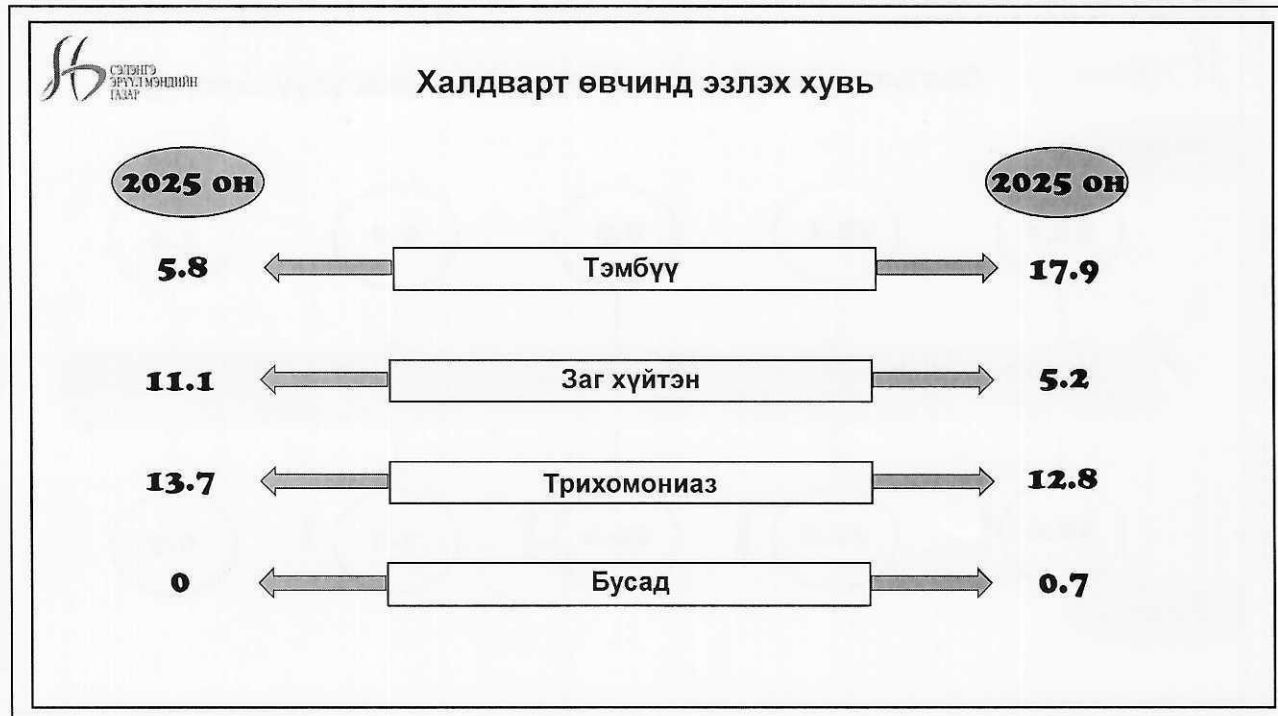 СЭЛЭНГЭ
ЭРҮҮЛ МЭНДИЙН
ГАЗАР
Халдварт өвчинд эзлэх хувь
2025 он 2025 он
5.8 Тэмбүү 17.9
11.1 Заг хүйтэн 5.2
13.7 Трихомониаз 12.8
0 Бусад 0.7